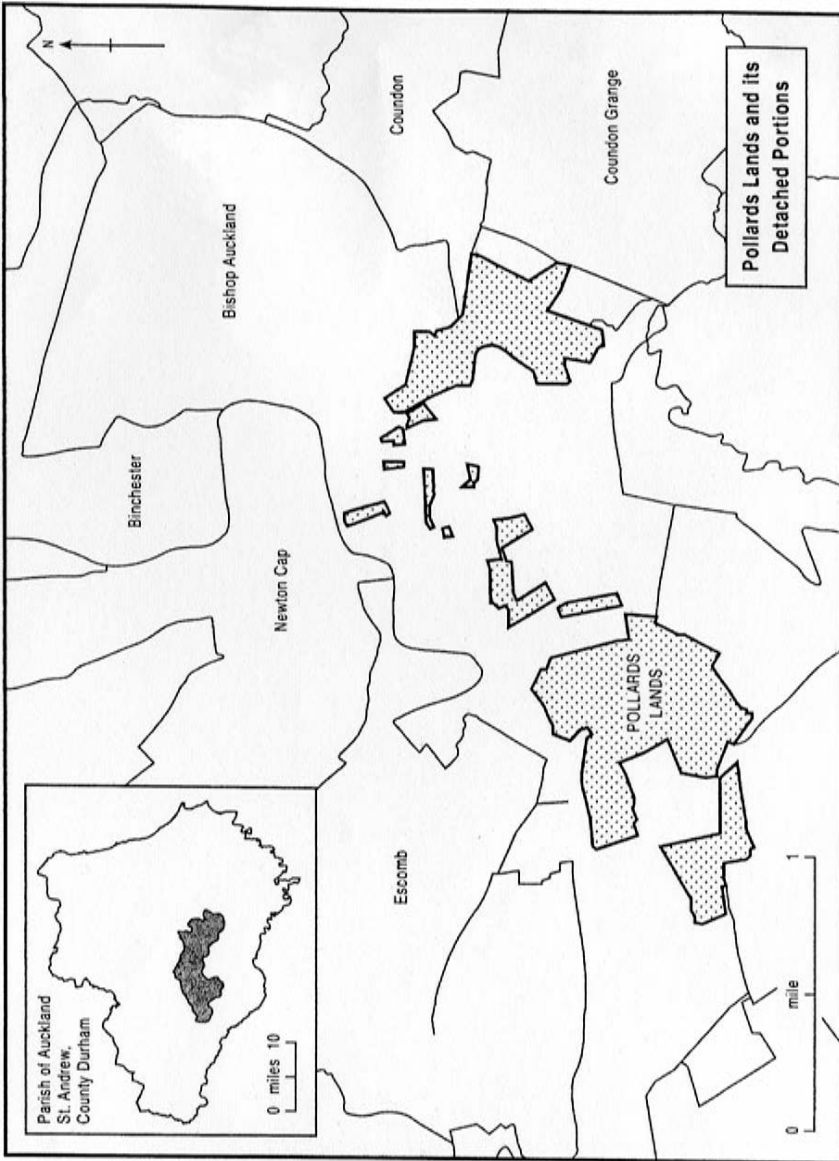 Parish of Auckland
St. Andrew,
County Durham
0 miles 10
N
Binchester
Bishop Auckland
Newton Cap
Coundon
Escomb
Coundon Grange
POLLARDS
LANDS
0 mile 1
Pollards Lands and its
Detached Portions